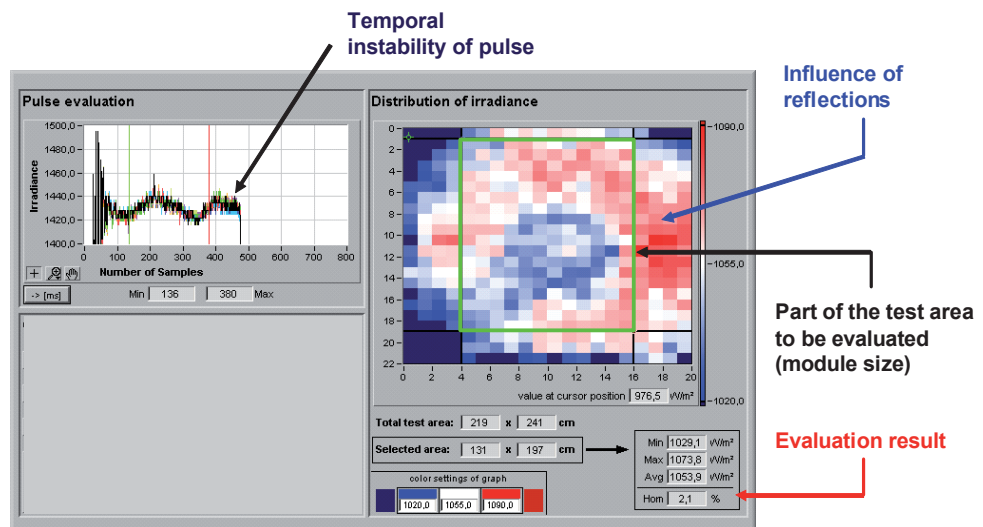 Temporal
instability of pulse
Influence of
reflections
Pulse evaluation
Distribution of irradiance
1500,0
1480,0
1460,0
1440,0
1420,0
1400,0
Irradiance
0 100 200 300 400 500 600 700 800
Number of Samples
-> [ms]
Min 136 380 Max
0
2
4
6
8
10
12
14
16
18
20
22
0 2 4 6 8 10 12 14 16 18 20
−1090,0
−1055,0
−1020,0
value at cursor position 976,5 W/m²
Total test area: 219 x 241 cm
Selected area: 131 x 197 cm
color settings of graph
1020,0 1055,0 1090,0
Min 1029,1 W/m²
Max 1073,8 W/m²
Avg 1053,9 W/m²
Hom 2,1 %
Part of the test area
to be evaluated
(module size)
Evaluation result